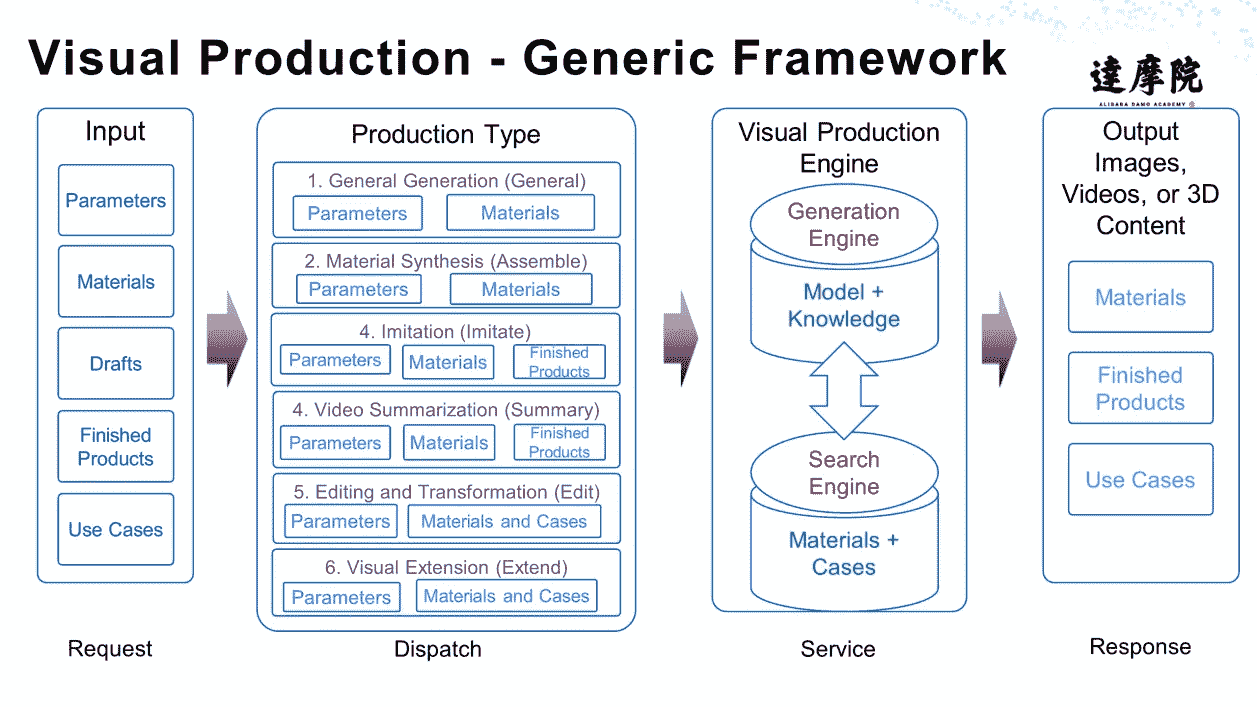 Visual Production - Generic Framework
達摩院
ALIBABA DAMO ACADEMY
Input
Parameters
Materials
Drafts
Finished
Products
Use Cases
Request
Production Type
1. General Generation (General)
Parameters
Materials
2. Material Synthesis (Assemble)
Parameters
Materials
4. Imitation (Imitate)
Parameters
Materials
Finished
Products
4. Video Summarization (Summary)
Parameters
Materials
Finished
Products
5. Editing and Transformation (Edit)
Parameters
Materials and Cases
6. Visual Extension (Extend)
Parameters
Materials and Cases
Dispatch
Visual Production
Engine
Generation
Engine
Model +
Knowledge
Search
Engine
Materials +
Cases
Service
Output
Images,
Videos, or 3D
Content
Materials
Finished
Products
Use Cases
Response